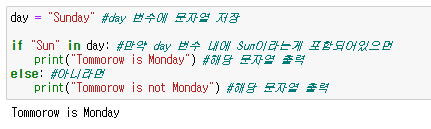 day = "Sunday" #day 변수에 문자열 저장
if "Sun" in day: #만약 day 변수 내에 Sun이라는게 포함되어있으면
print("Tommorow is Monday") #해당 문자열 출력
else: #아니라면
print("Tommorow is not Monday") #해당 문자열 출력
Tommorow is Monday